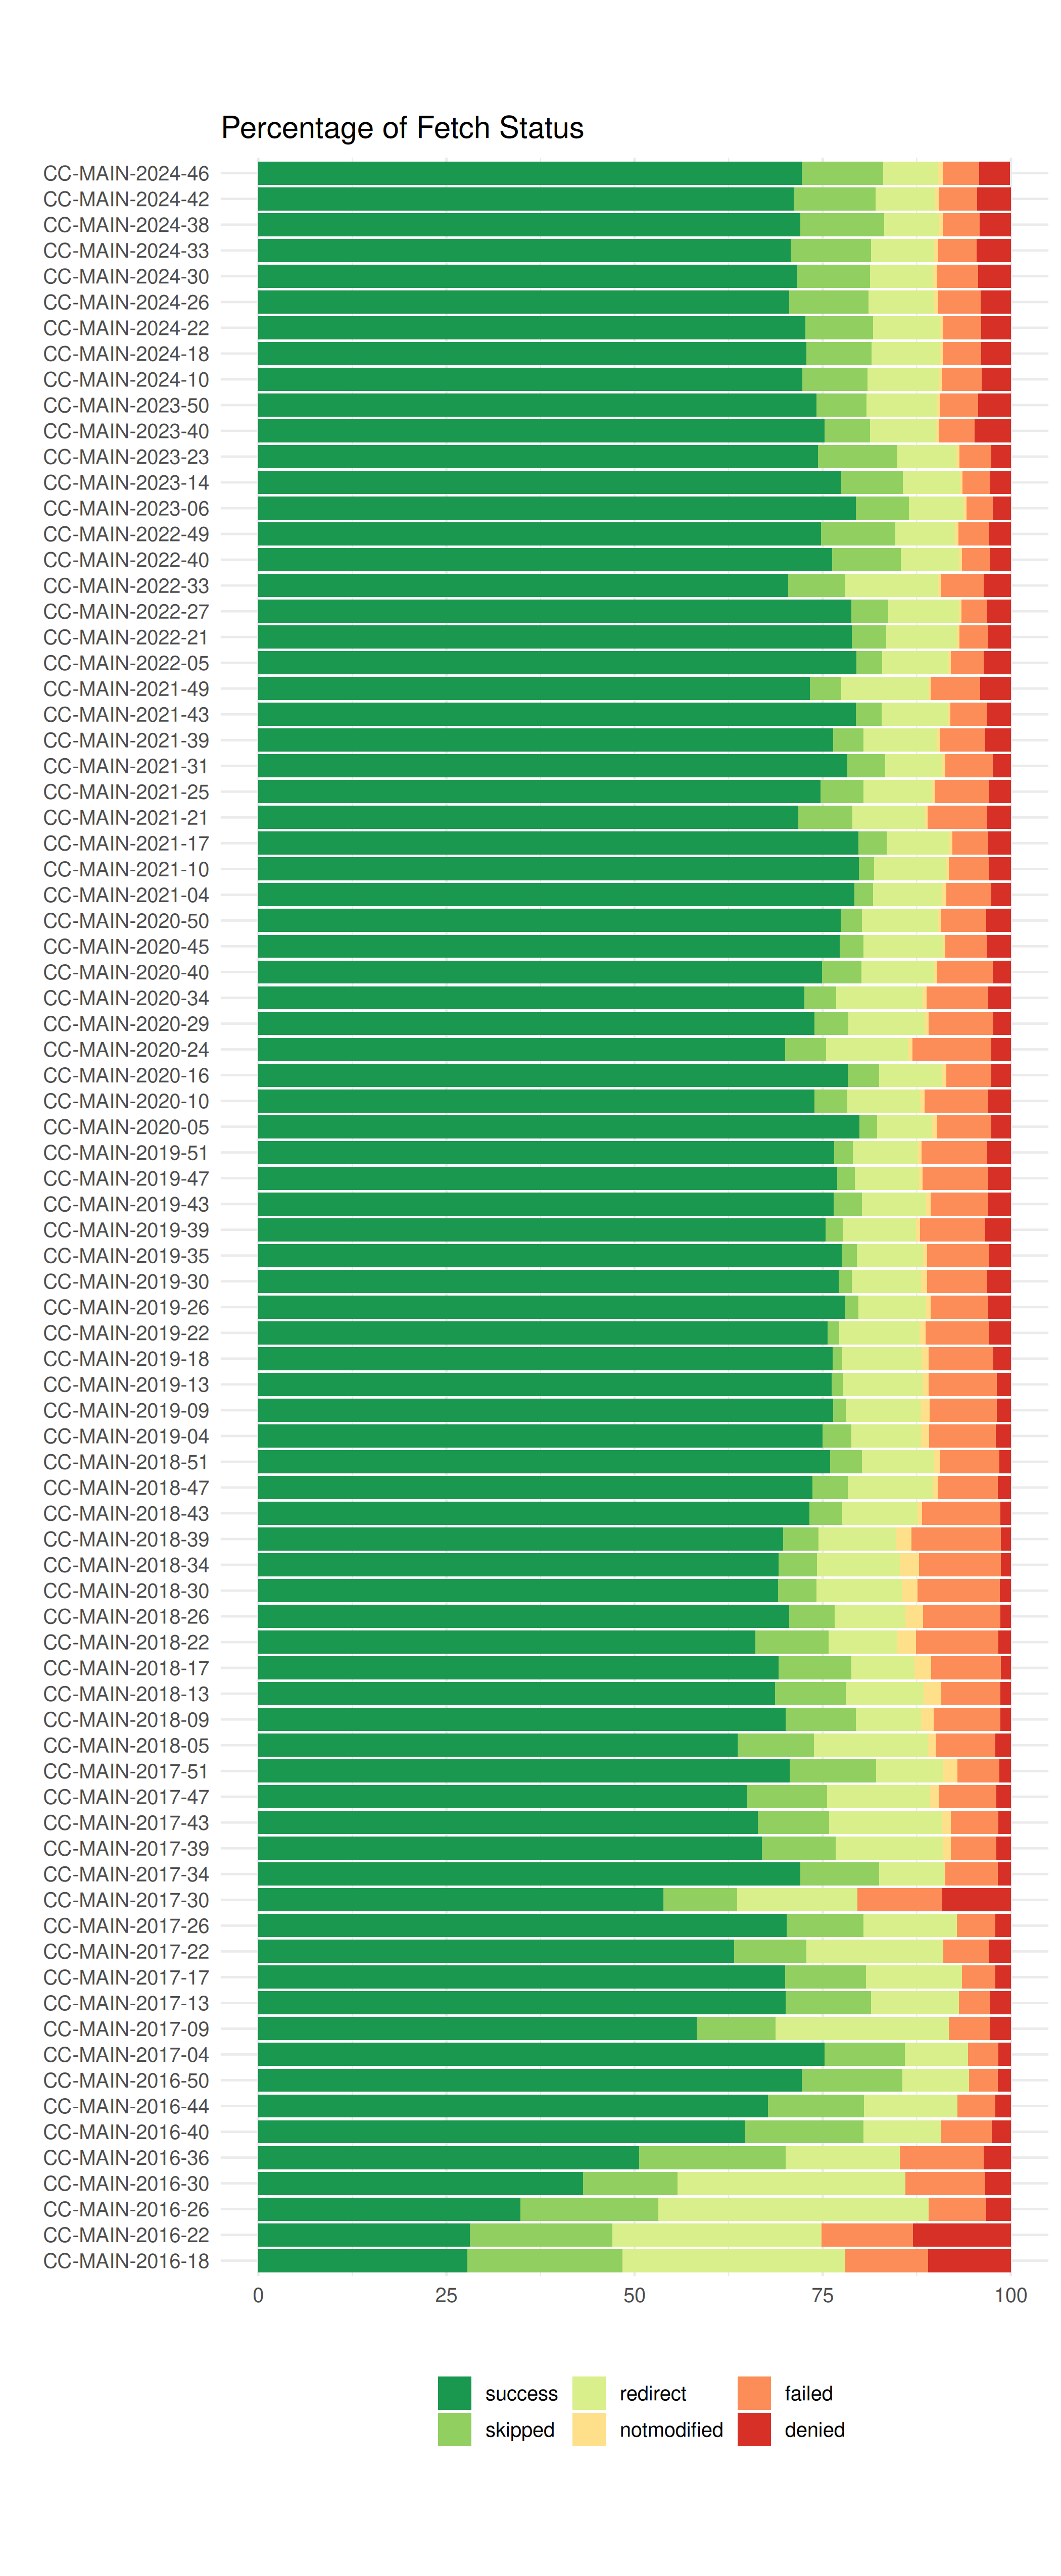 Percentage of Fetch Status
CC-MAIN-2024-46
CC-MAIN-2024-42
CC-MAIN-2024-38
CC-MAIN-2024-33
CC-MAIN-2024-30
CC-MAIN-2024-26
CC-MAIN-2024-22
CC-MAIN-2024-18
CC-MAIN-2024-10
CC-MAIN-2023-50
CC-MAIN-2023-40
CC-MAIN-2023-23
CC-MAIN-2023-14
CC-MAIN-2023-06
CC-MAIN-2022-49
CC-MAIN-2022-40
CC-MAIN-2022-33
CC-MAIN-2022-27
CC-MAIN-2022-21
CC-MAIN-2022-05
CC-MAIN-2021-49
CC-MAIN-2021-43
CC-MAIN-2021-39
CC-MAIN-2021-31
CC-MAIN-2021-25
CC-MAIN-2021-21
CC-MAIN-2021-17
CC-MAIN-2021-10
CC-MAIN-2021-04
CC-MAIN-2020-50
CC-MAIN-2020-45
CC-MAIN-2020-40
CC-MAIN-2020-34
CC-MAIN-2020-29
CC-MAIN-2020-24
CC-MAIN-2020-16
CC-MAIN-2020-10
CC-MAIN-2020-05
CC-MAIN-2019-51
CC-MAIN-2019-47
CC-MAIN-2019-43
CC-MAIN-2019-39
CC-MAIN-2019-35
CC-MAIN-2019-30
CC-MAIN-2019-26
CC-MAIN-2019-22
CC-MAIN-2019-18
CC-MAIN-2019-13
CC-MAIN-2019-09
CC-MAIN-2019-04
CC-MAIN-2018-51
CC-MAIN-2018-47
CC-MAIN-2018-43
CC-MAIN-2018-39
CC-MAIN-2018-34
CC-MAIN-2018-30
CC-MAIN-2018-26
CC-MAIN-2018-22
CC-MAIN-2018-17
CC-MAIN-2018-13
CC-MAIN-2018-09
CC-MAIN-2018-05
CC-MAIN-2017-51
CC-MAIN-2017-47
CC-MAIN-2017-43
CC-MAIN-2017-39
CC-MAIN-2017-34
CC-MAIN-2017-30
CC-MAIN-2017-26
CC-MAIN-2017-22
CC-MAIN-2017-17
CC-MAIN-2017-13
CC-MAIN-2017-09
CC-MAIN-2017-04
CC-MAIN-2016-50
CC-MAIN-2016-44
CC-MAIN-2016-40
CC-MAIN-2016-36
CC-MAIN-2016-30
CC-MAIN-2016-26
CC-MAIN-2016-22
CC-MAIN-2016-18
0 25 50 75 100
success redirect failed
skipped notmodified denied